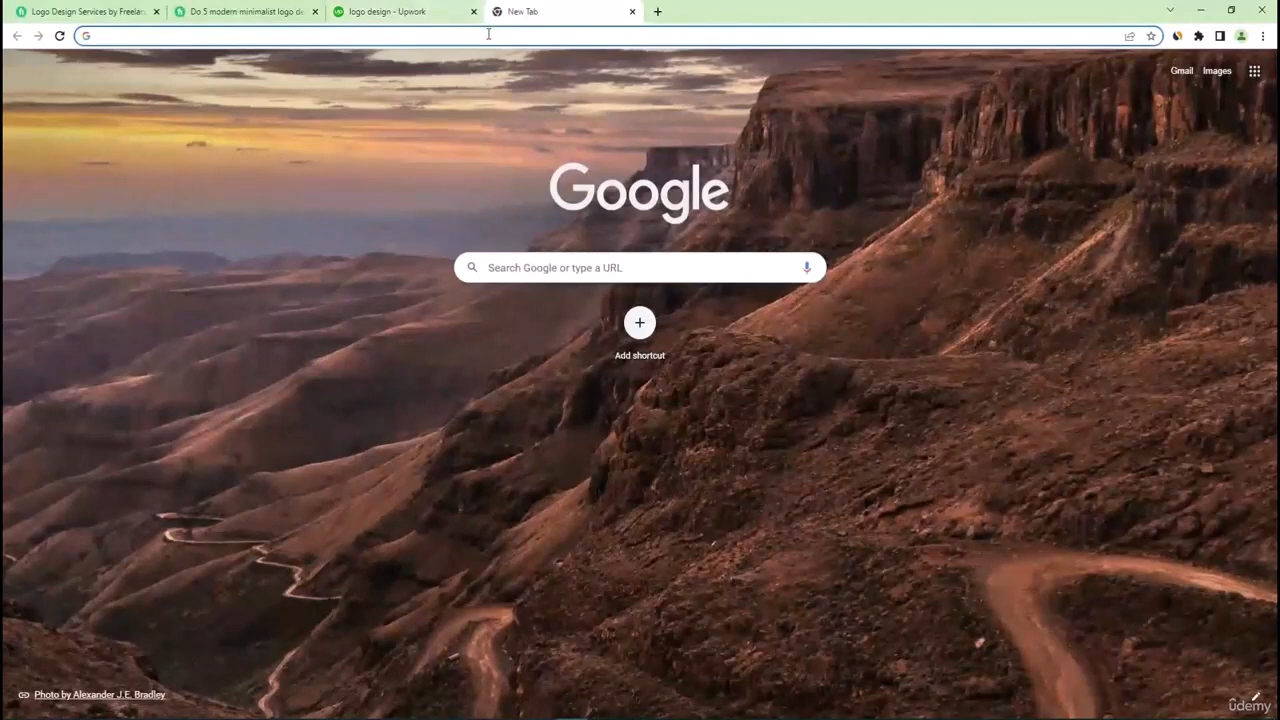 Logo Design Services by Freelan
Do 5 modern minimalist logo de
logo design - Upwork
New Tab
Gmail
Images
Google
Search Google or type a URL
Add shortcut
Photo by Alexander J.E. Bradley
udemy